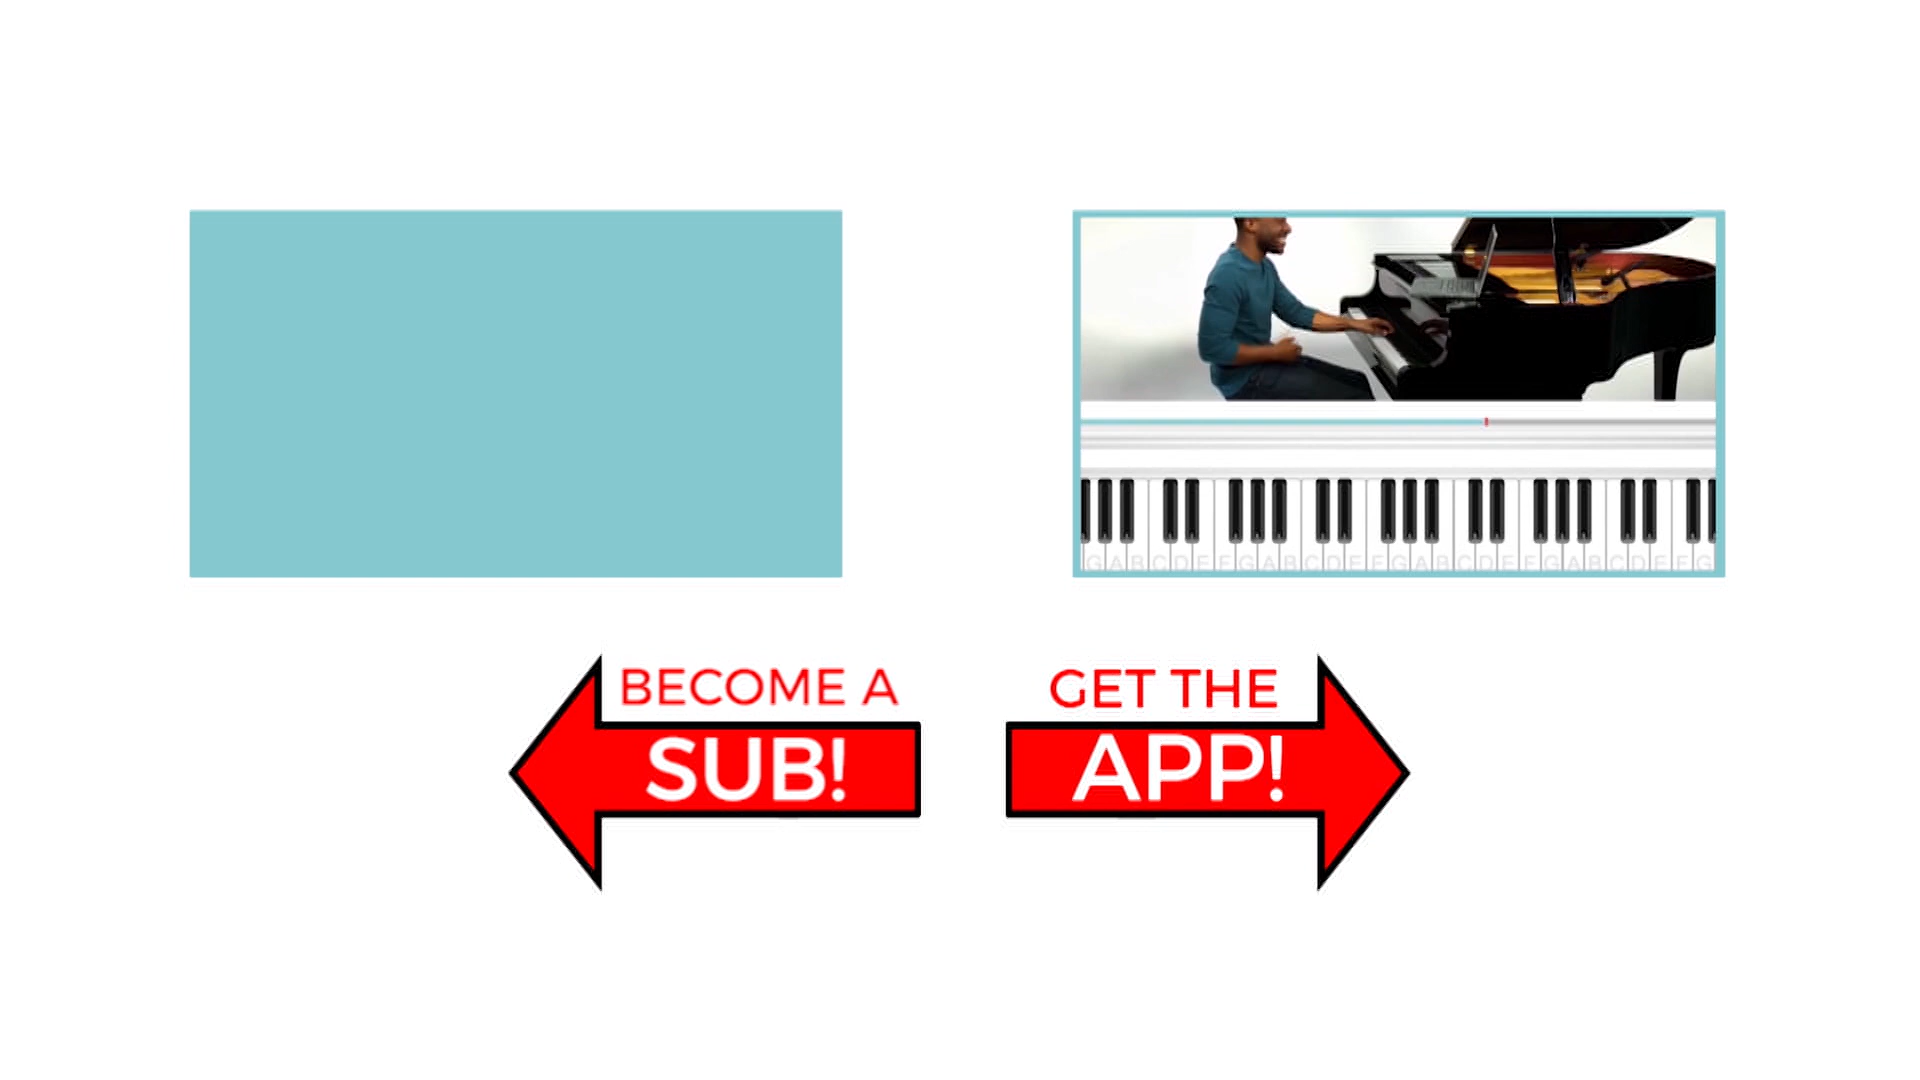 BECOME A
SUB!
GET THE
APP!
G A B C D E F G A B C D E F G A B C D E F G A B C D E F G